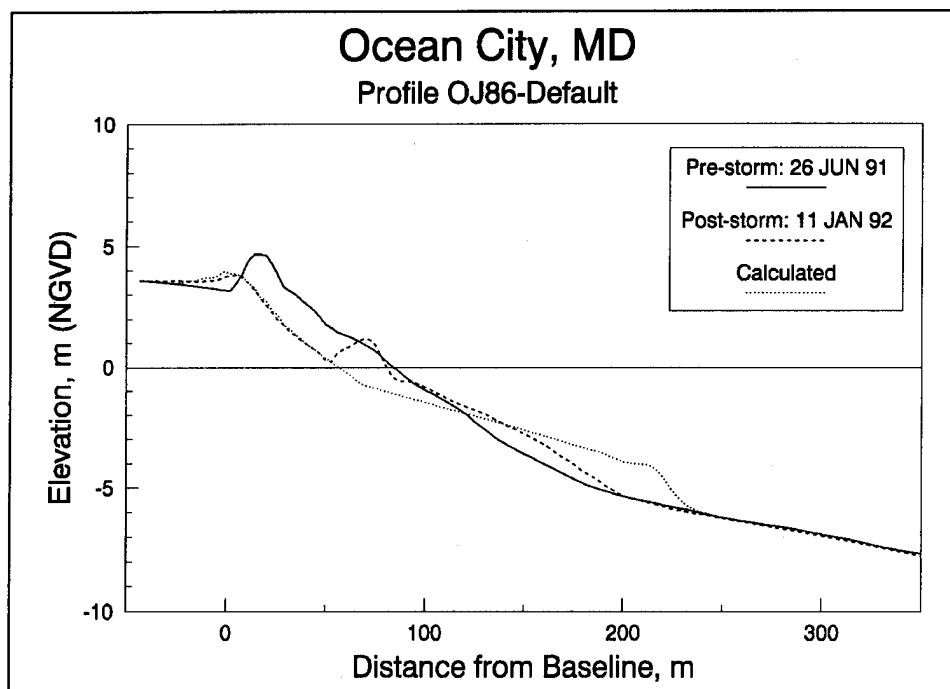 Ocean City, MD
Profile OJ86-Default
10
5
0
-5
-10
Elevation, m (NGVD)
Pre-storm: 26 JUN 91
Post-storm: 11 JAN 92
Calculated
0
100
200
300
Distance from Baseline, m